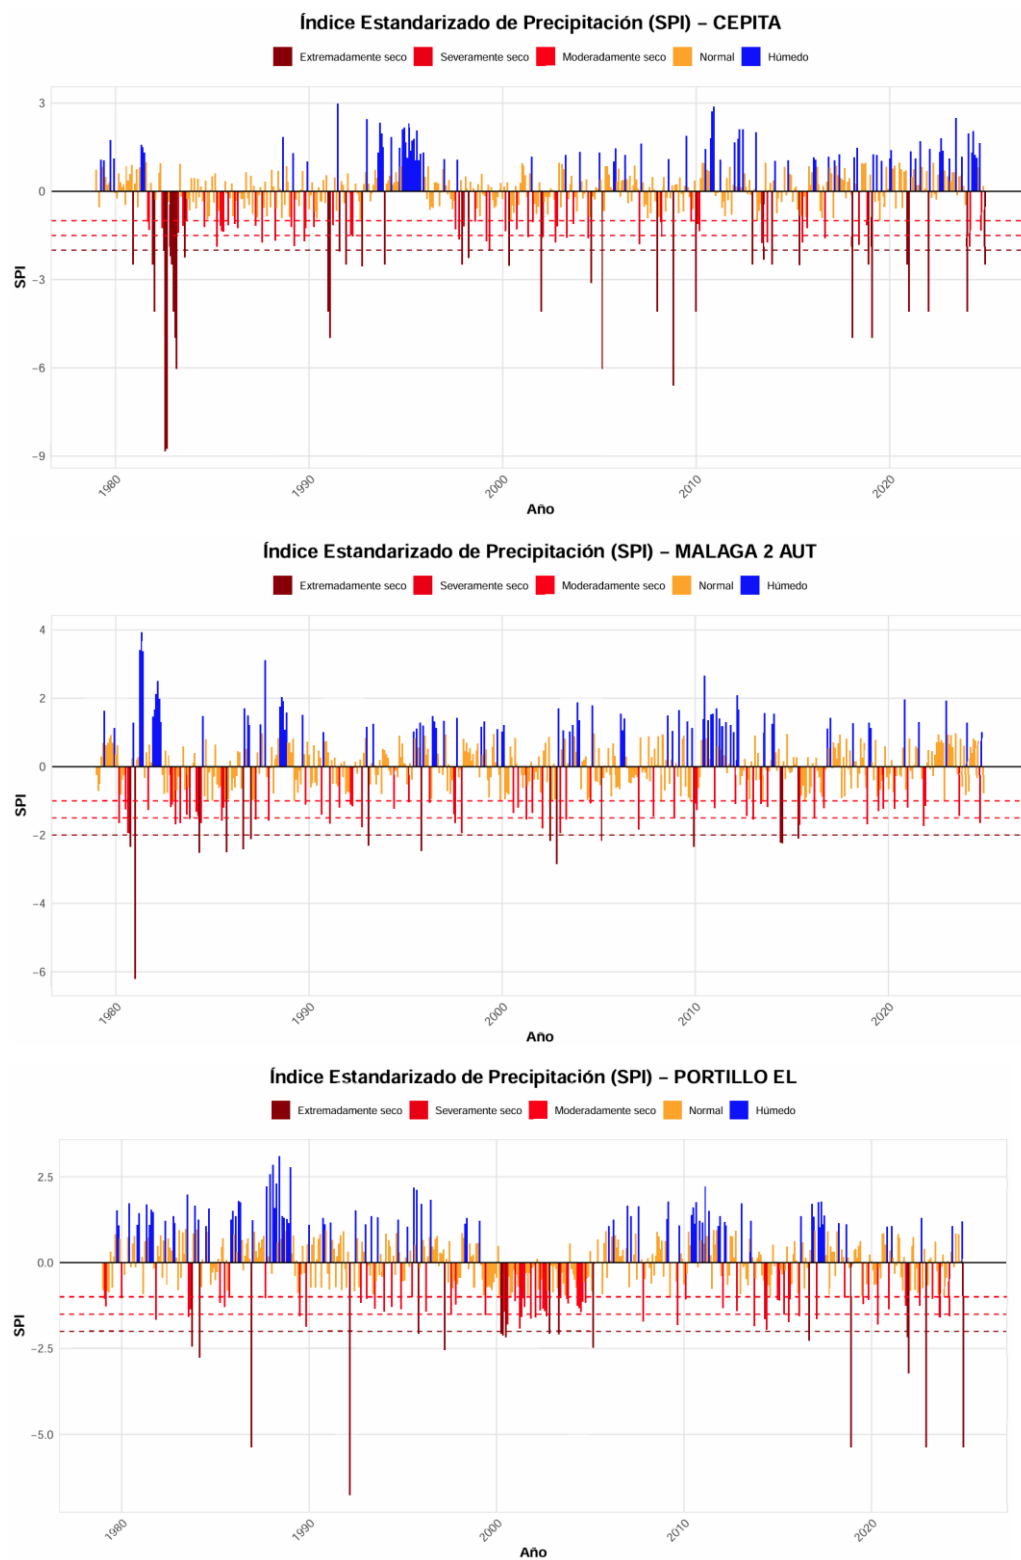 Índice Estandarizado de Precipitación (SPI) – CEPITA
Extremadamente seco Severamente seco Moderadamente seco Normal Húmedo
3
0
−3
−6
−9
SPI
1980 1990 2000 2010 2020
Año
Índice Estandarizado de Precipitación (SPI) – MALAGA 2 AUT
Extremadamente seco Severamente seco Moderadamente seco Normal Húmedo
4
2
0
−2
−4
−6
SPI
1980 1990 2000 2010 2020
Año
Índice Estandarizado de Precipitación (SPI) – PORTILLO EL
Extremadamente seco Severamente seco Moderadamente seco Normal Húmedo
2.5
0.0
−2.5
−5.0
SPI
1980 1990 2000 2010 2020
Año